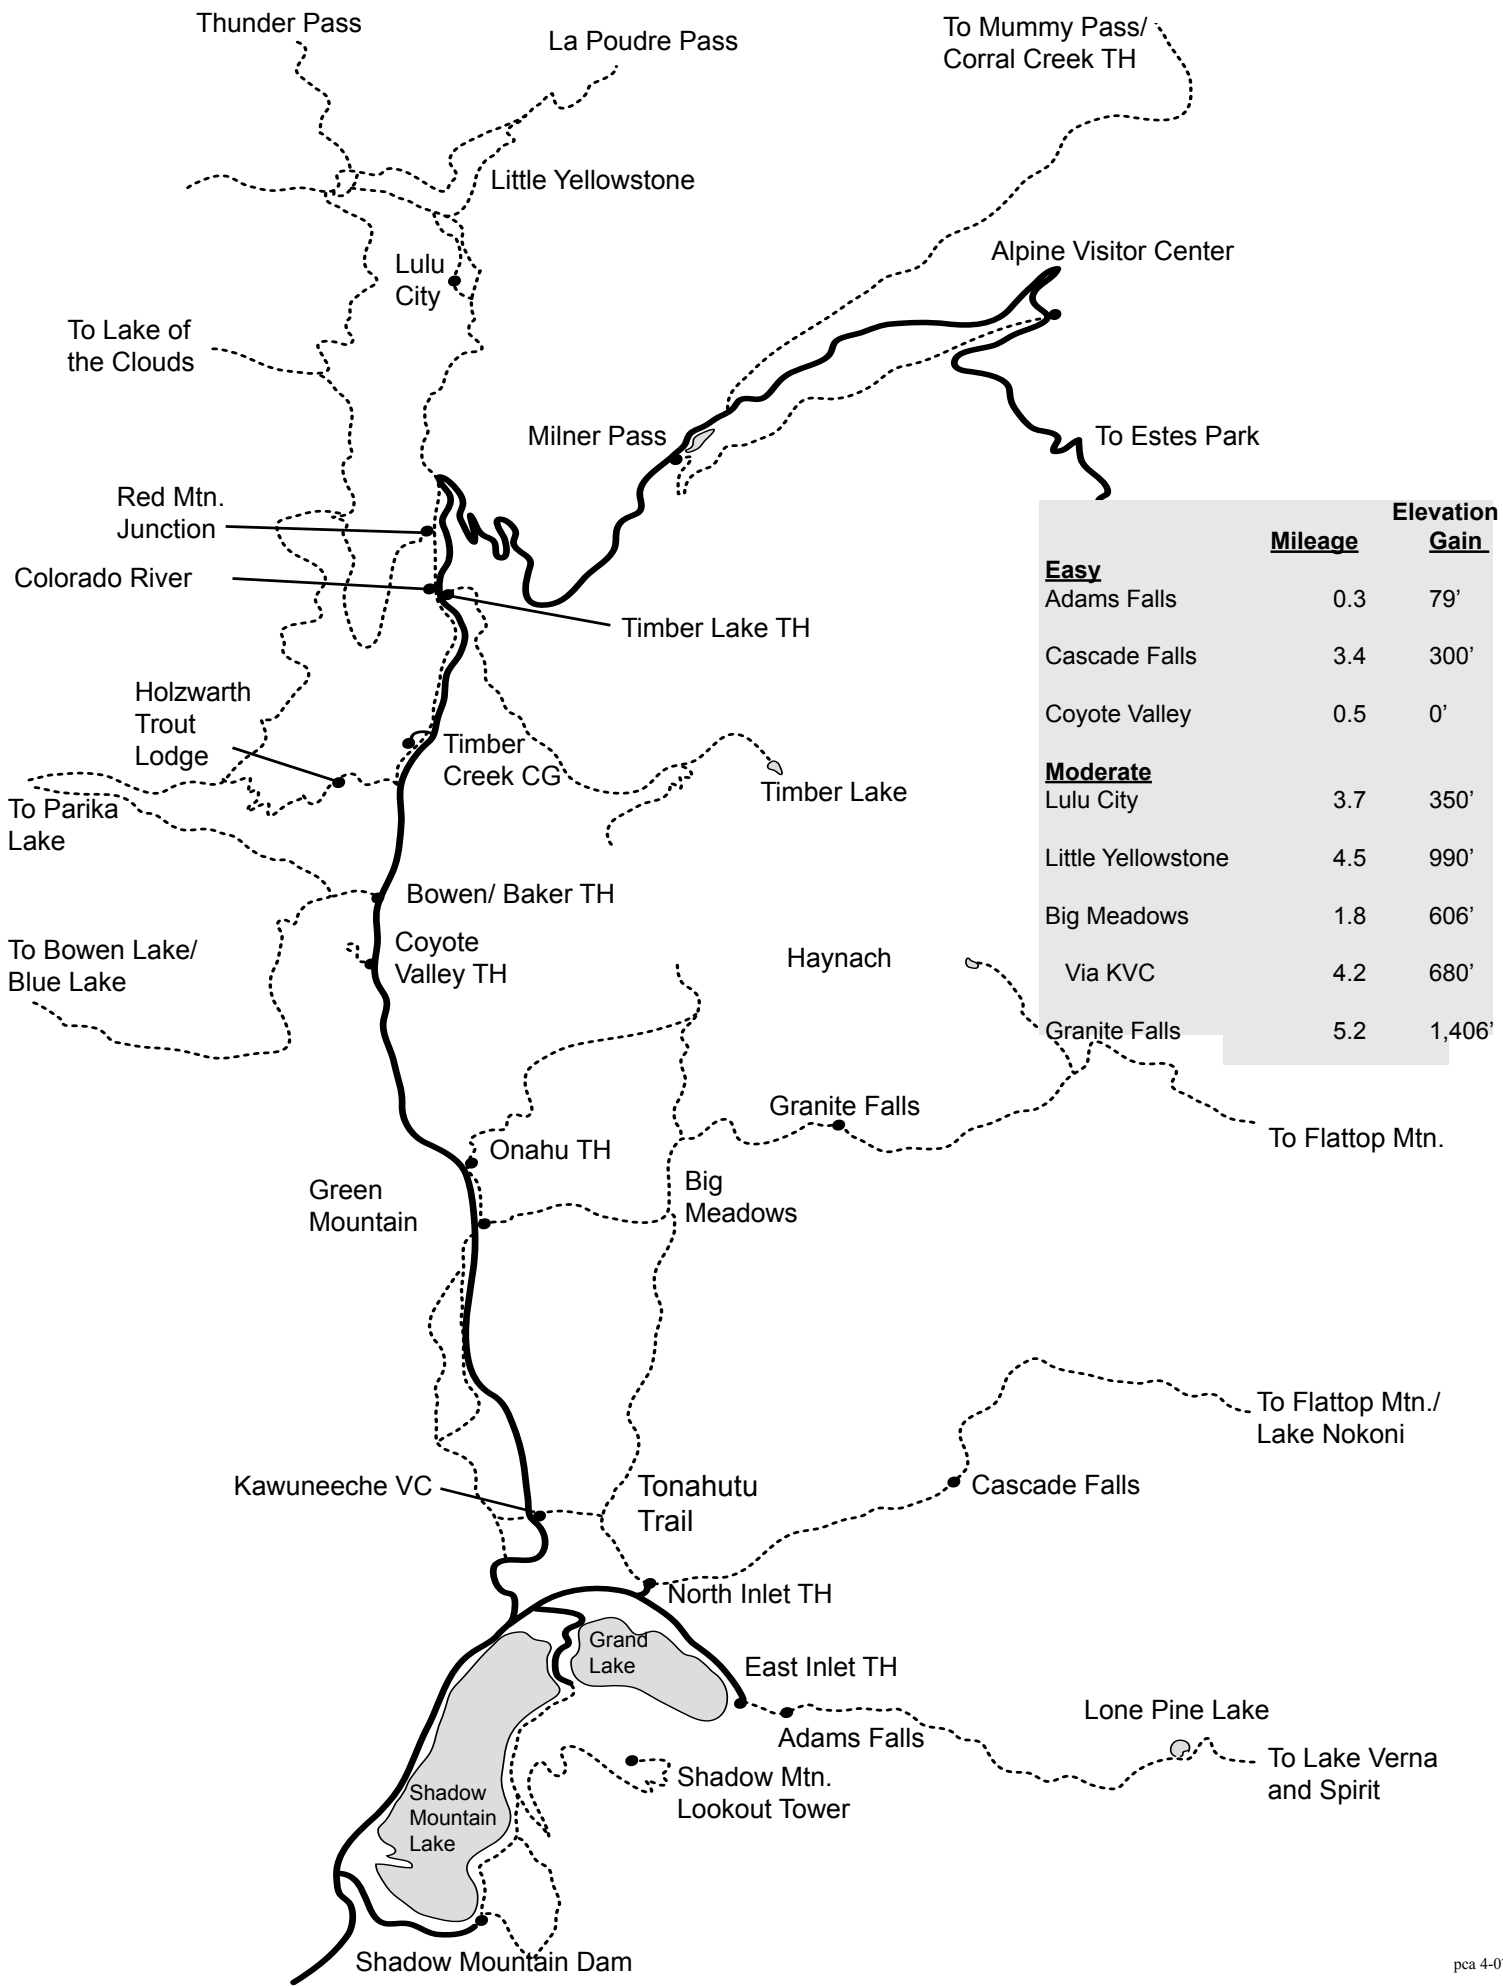 Thunder Pass
La Poudre Pass
To Mummy Pass/
Corral Creek TH
Little Yellowstone
Alpine Visitor Center
Lulu
City
To Lake of
the Clouds
Milner Pass
To Estes Park
Red Mtn.
Junction
Colorado River
Timber Lake TH
Elevation
Mileage Gain
Easy
Adams Falls 0.3 79’
Cascade Falls 3.4 300’
Coyote Valley 0.5 0’
Moderate
Lulu City 3.7 350’
Little Yellowstone 4.5 990’
Big Meadows 1.8 606’
Via KVC 4.2 680’
Granite Falls 5.2 1,406’
Holzwarth
Trout
Lodge
Timber
Creek CG
Timber Lake
To Parika
Lake
Bowen/ Baker TH
To Bowen Lake/
Blue Lake
Coyote
Valley TH
Haynach
Granite Falls
To Flattop Mtn.
Onahu TH
Green
Mountain
Big
Meadows
To Flattop Mtn./
Lake Nokoni
Kawuneeche VC
Tonahutu
Trail
Cascade Falls
North Inlet TH
Grand
Lake
East Inlet TH
Adams Falls
Lone Pine Lake
To Lake Verna
and Spirit
Shadow Mtn.
Lookout Tower
Shadow
Mountain
Lake
Shadow Mountain Dam
pca 4-07